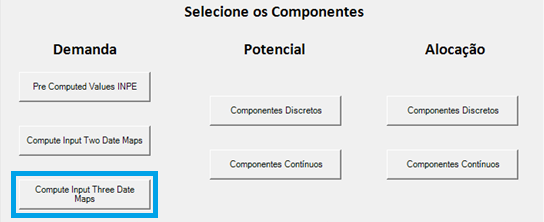 Selecione os Componentes
Demanda
Potencial
Alocação
Pre Computed Values INPE
Componentes Discretos
Componentes Discretos
Compute Input Two Date Maps
Componentes Contínuos
Componentes Contínuos
Compute Input Three Date
Maps